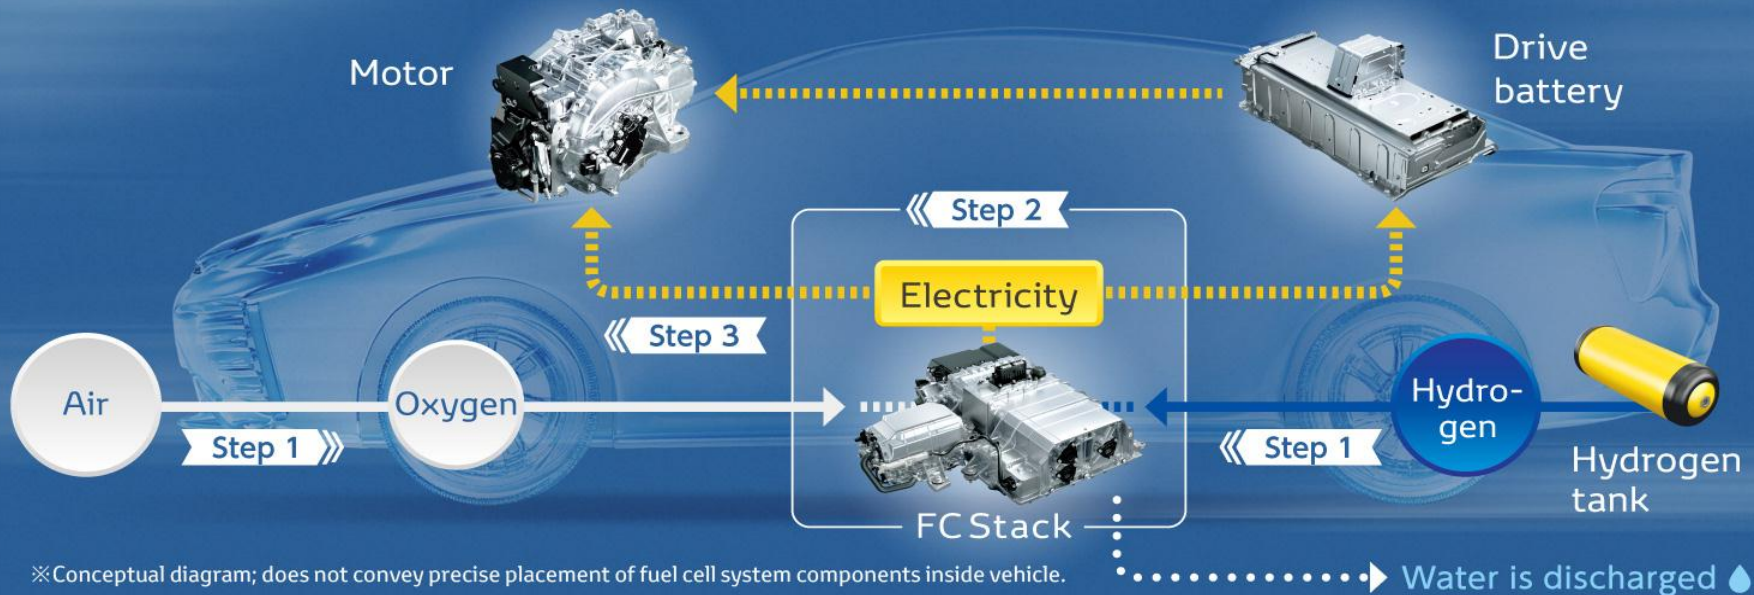 Motor
Drive
battery
Step 2
Electricity
Step 3
Air
Oxygen
Hydro-
gen
Step 1
Step 1
Hydrogen
tank
FC Stack
※Conceptual diagram; does not convey precise placement of fuel cell system components inside vehicle.
Water is discharged